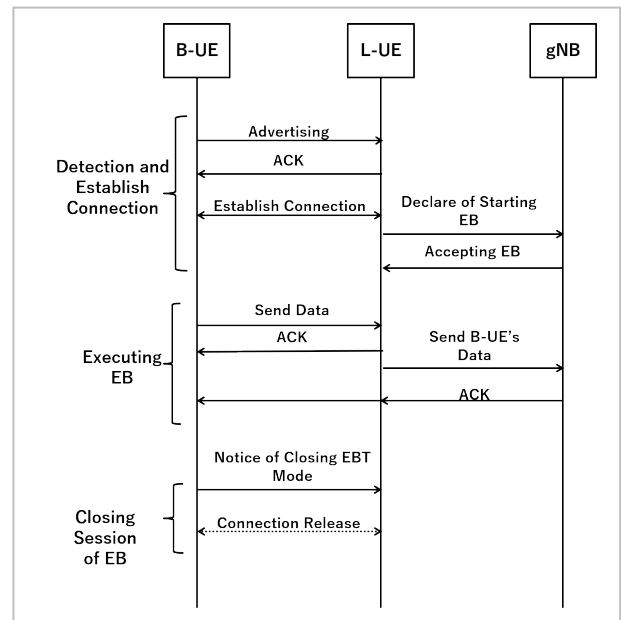 B-UE
L-UE
gNB
Advertising
ACK
Detection and
Establish
Connection
Establish Connection
Declare of Starting
EB
Accepting EB
Send Data
ACK
Send B-UE's
Data
Executing
EB
ACK
Notice of Closing EBT
Mode
Closing
Session
of EB
Connection Release